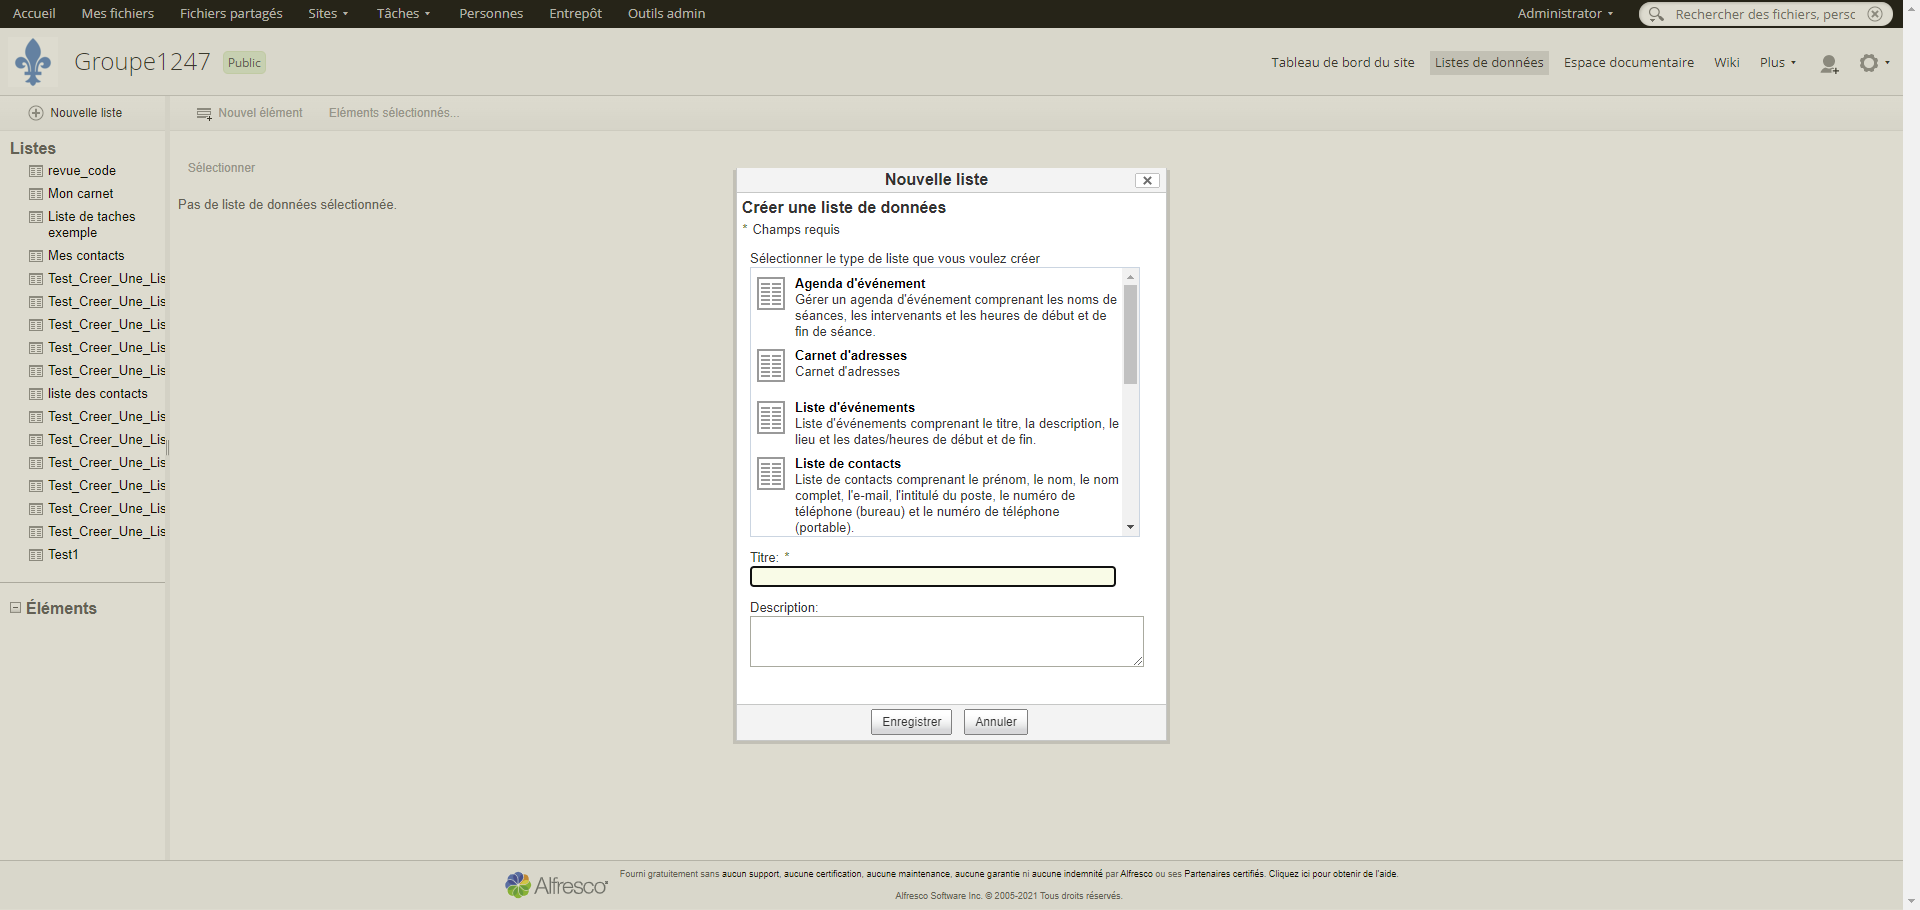 Accueil Mes fichiers Fichiers partagés Sites Tâches Personnes Entrepôt Outils admin Administrator Rechercher des fichiers, persc
Groupe1247 Public Tableau de bord du site Listes de données Espace documentaire Wiki Plus
Nouvelle liste Nouvel élément Eléments sélectionnés...
Listes
revue_code
Mon carnet
Liste de taches
exemple
Mes contacts
Test_Creer_Une_Lis
Test_Creer_Une_Lis
Test_Creer_Une_Lis
Test_Creer_Une_Lis
Test_Creer_Une_Lis
liste des contacts
Test_Creer_Une_Lis
Test_Creer_Une_Lis
Test_Creer_Une_Lis
Test_Creer_Une_Lis
Test_Creer_Une_Lis
Test_Creer_Une_Lis
Test1
Éléments
Sélectionner
Pas de liste de données sélectionnée.
Nouvelle liste
Créer une liste de données
* Champs requis
Sélectionner le type de liste que vous voulez créer
Agenda d'événement
Gérer un agenda d'événement comprenant les noms de
séances, les intervenants et les heures de début et de
fin de séance.
Carnet d'adresses
Carnet d'adresses
Liste d'événements
Liste d'événements comprenant le titre, la description, le
lieu et les dates/heures de début et de fin.
Liste de contacts
Liste de contacts comprenant le prénom, le nom, le nom
complet, l'e-mail, l'intitulé du poste, le numéro de
téléphone (bureau) et le numéro de téléphone
(portable).
Titre: *
Description:
Enregistrer Annuler
Alfresco
Fourni gratuitement sans aucun support, aucune certification, aucune maintenance, aucune garantie ni aucune indemnité par Alfresco ou ses Partenaires certifiés. Cliquez ici pour obtenir de l'aide.
Alfresco Software Inc. © 2005-2021 Tous droits réservés.